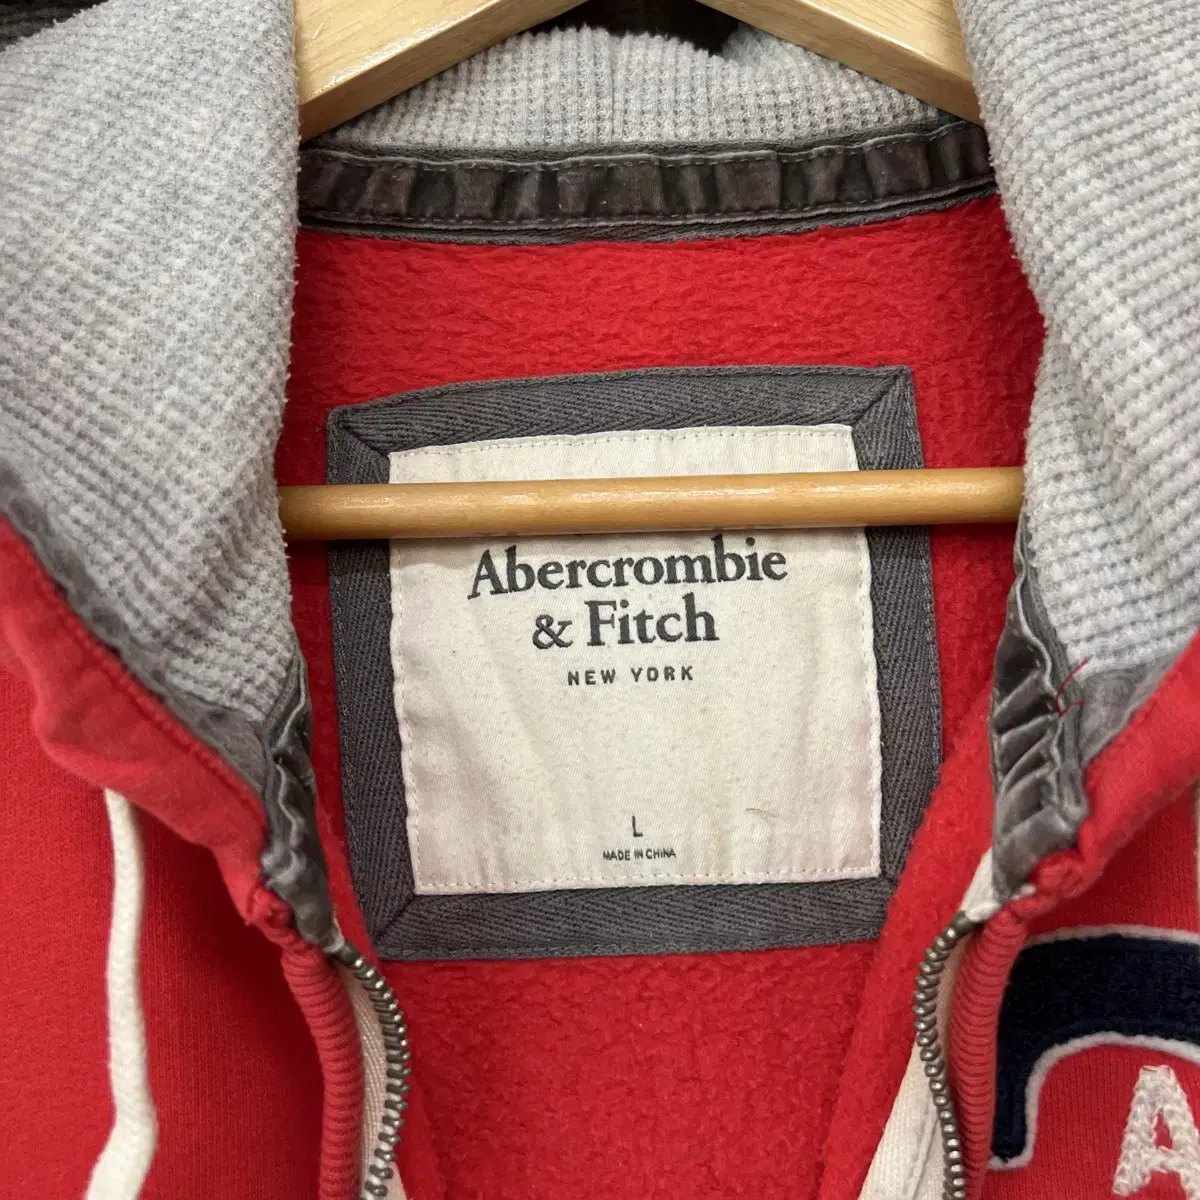 Abercrombie
& Fitch
NEW YORK
L
MADE IN CHINA
A